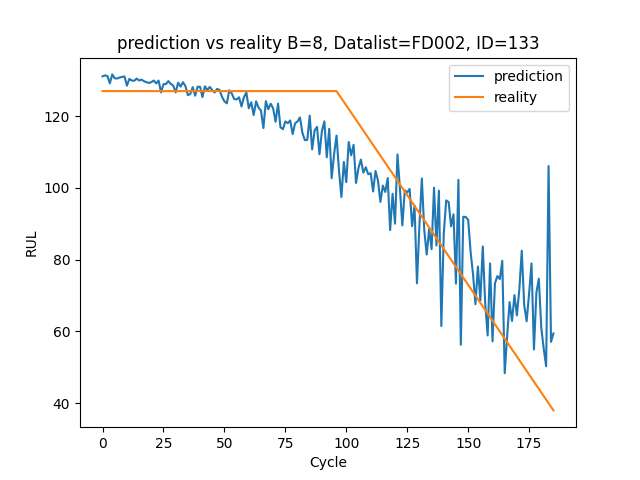 prediction vs reality B=8, Datalist=FD002, ID=133
prediction
reality
RUL
120
100
80
60
40
0
25
50
75
100
125
150
175
Cycle